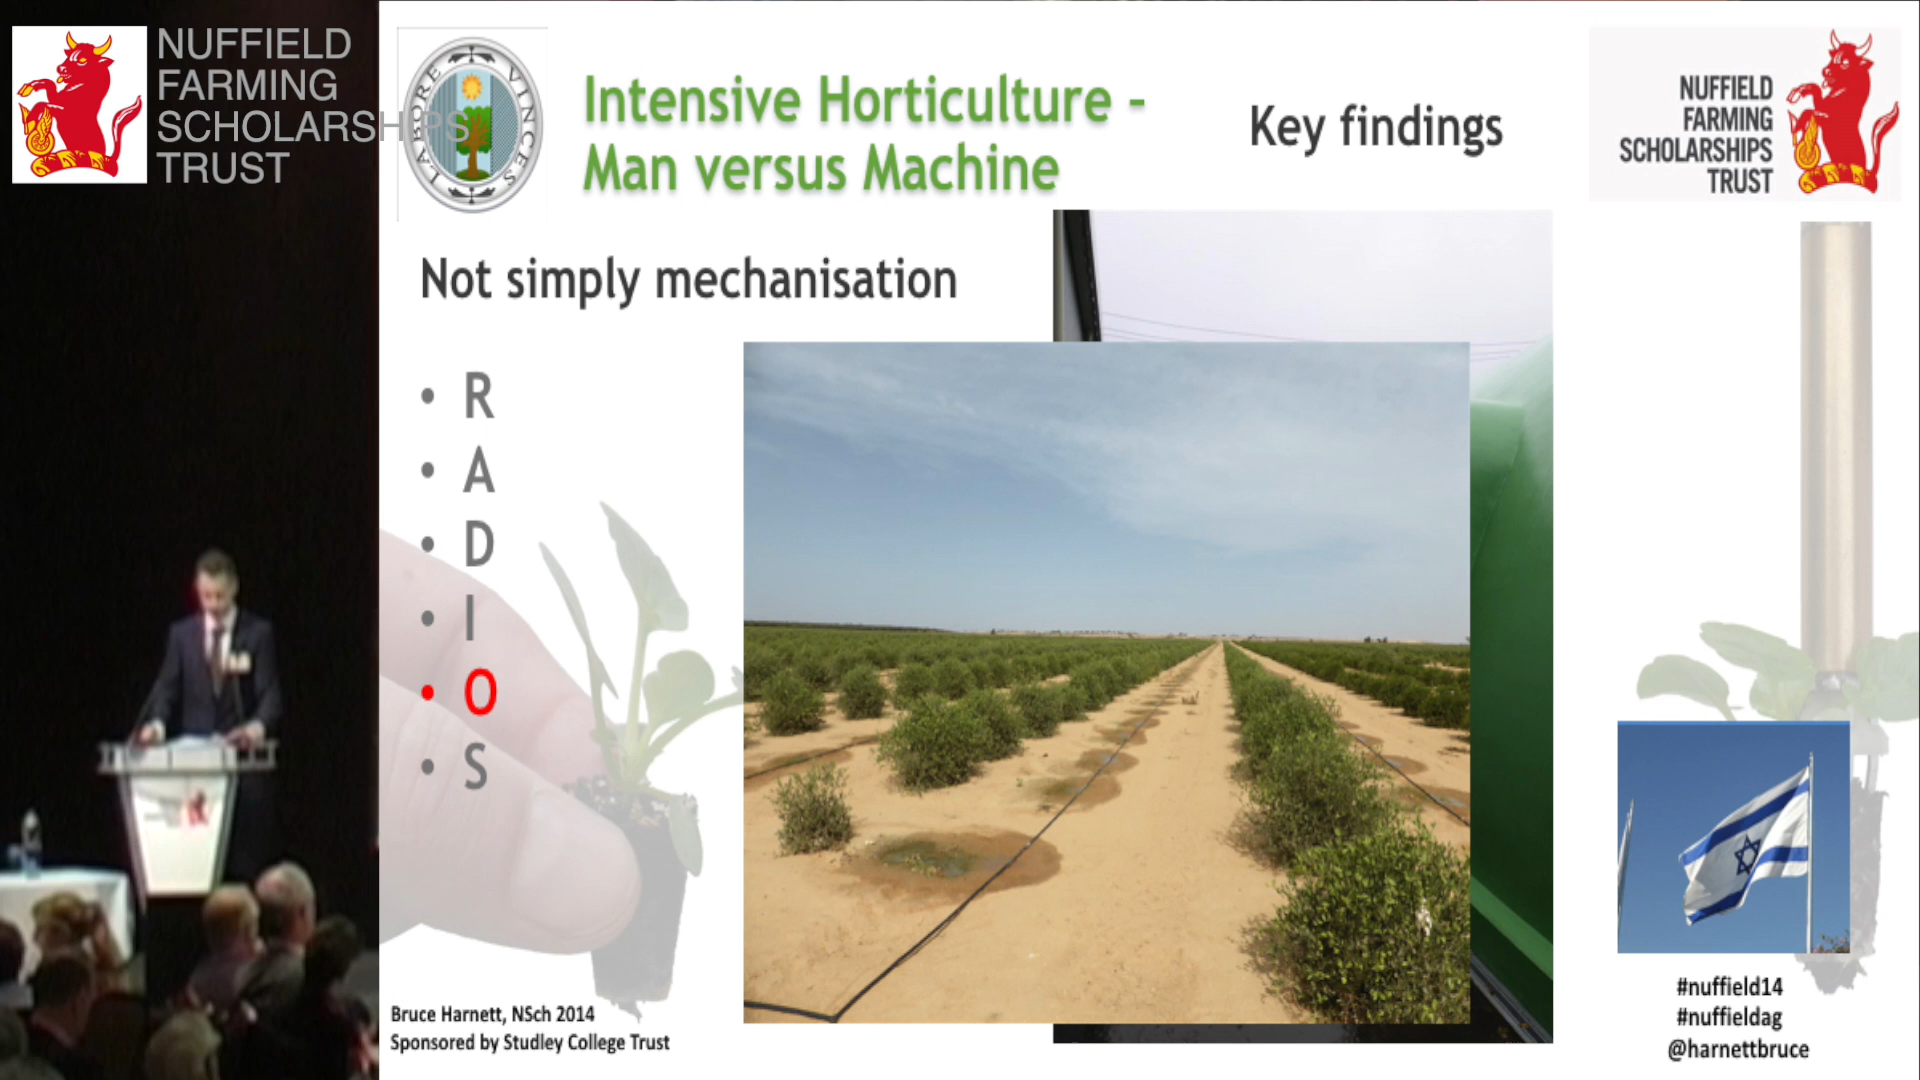 NUFFIELD
FARMING
SCHOLARSHIPS
TRUST
LABORE VINCES
Intensive Horticulture -
Man versus Machine
Key findings
NUFFIELD
FARMING
SCHOLARSHIPS
TRUST
Not simply mechanisation
• R
• A
• D
• I
• O
• S
Bruce Harnett, NSch 2014
Sponsored by Studley College Trust
#nuffield14
#nuffieldag
@harnettbruce